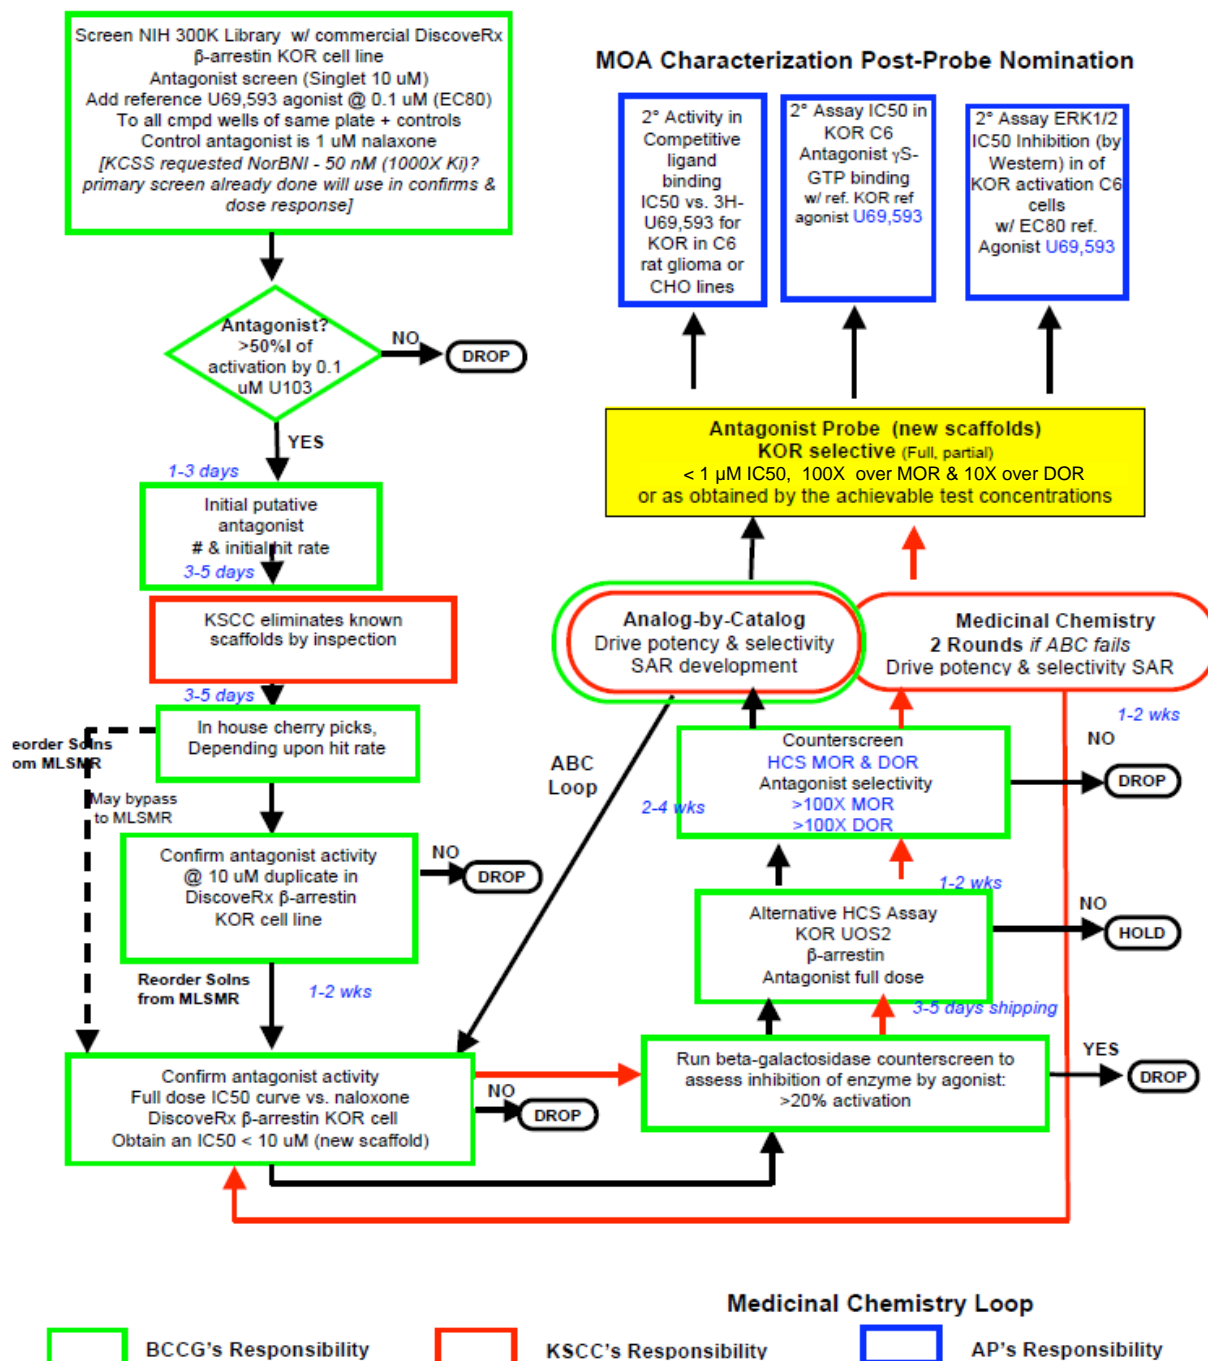 Screen NIH 300K Library w/ commercial DiscoveRx
β-arrestin KOR cell line
Antagonist screen (Singlet 10 uM)
Add reference U69,593 agonist @ 0.1 uM (EC80)
To all cmpd wells of same plate + controls
Control antagonist is 1 uM nalaxone
[KCSS requested NorBNI - 50 nM (1000X Ki)?
primary screen already done will use in confirms &
dose response]
Antagonist?
>50%I of
activation by 0.1
uM U103
NO
DROP
YES
1-3 days
Initial putative
antagonist
# & initial hit rate
3-5 days
KSCC eliminates known
scaffolds by inspection
3-5 days
In house cherry picks,
Depending upon hit rate
eorder Solns
om MLSMR
May bypass
to MLSMR
Confirm antagonist activity
@ 10 uM duplicate in
DiscoveRx β-arrestin
KOR cell line
NO
DROP
Reorder Solns
from MLSMR
1-2 wks
Confirm antagonist activity
Full dose IC50 curve vs. naloxone
DiscoveRx β-arrestin KOR cell
Obtain an IC50 < 10 uM (new scaffold)
NO
DROP
MOA Characterization Post-Probe Nomination
2° Activity in
Competitive
ligand
binding
IC50 vs. 3H-
U69,593 for
KOR in C6
rat glioma or
CHO lines
2° Assay IC50 in
KOR C6
Antagonist γS-
GTP binding
w/ ref. KOR ref
agonist U69,593
2° Assay ERK1/2
IC50 Inhibition (by
Western) in of
KOR activation C6
cells
w/ EC80 ref.
Agonist U69,593
Antagonist Probe (new scaffolds)
KOR selective (Full, partial)
< 1 µM IC50, 100X over MOR & 10X over DOR
or as obtained by the achievable test concentrations
Analog-by-Catalog
Drive potency & selectivity
SAR development
Medicinal Chemistry
2 Rounds if ABC fails
Drive potency & selectivity SAR
1-2 wks
ABC
Loop
Counterscreen
HCS MOR & DOR
Antagonist selectivity
>100X MOR
>100X DOR
2-4 wks
NO
DROP
1-2 wks
Alternative HCS Assay
KOR UOS2
β-arrestin
Antagonist full dose
NO
HOLD
3-5 days shipping
Run beta-galactosidase counterscreen to
assess inhibition of enzyme by agonist:
>20% activation
YES
DROP
Medicinal Chemistry Loop
BCCG's Responsibility
KSCC's Responsibility
AP's Responsibility